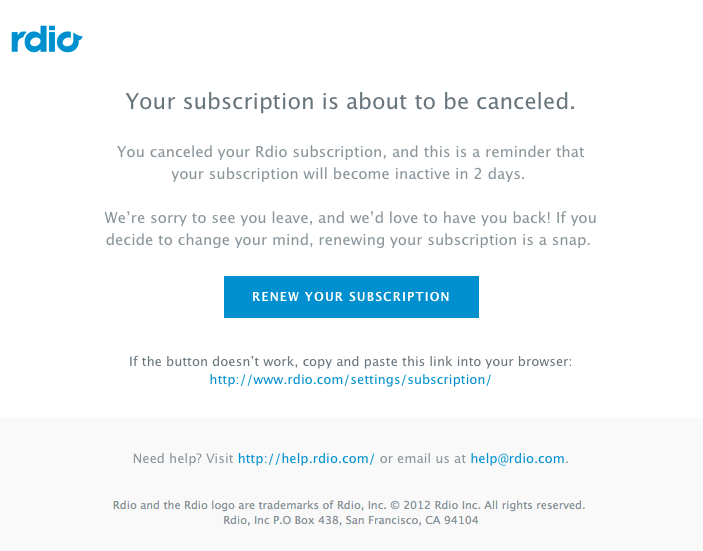 rdio
Your subscription is about to be canceled.
You canceled your Rdio subscription, and this is a reminder that
your subscription will become inactive in 2 days.
We’re sorry to see you leave, and we’d love to have you back! If you
decide to change your mind, renewing your subscription is a snap.
RENEW YOUR SUBSCRIPTION
If the button doesn’t work, copy and paste this link into your browser:
http://www.rdio.com/settings/subscription/
Need help? Visit http://help.rdio.com/ or email us at help@rdio.com.
Rdio and the Rdio logo are trademarks of Rdio, Inc. © 2012 Rdio Inc. All rights reserved.
Rdio, Inc P.O Box 438, San Francisco, CA 94104